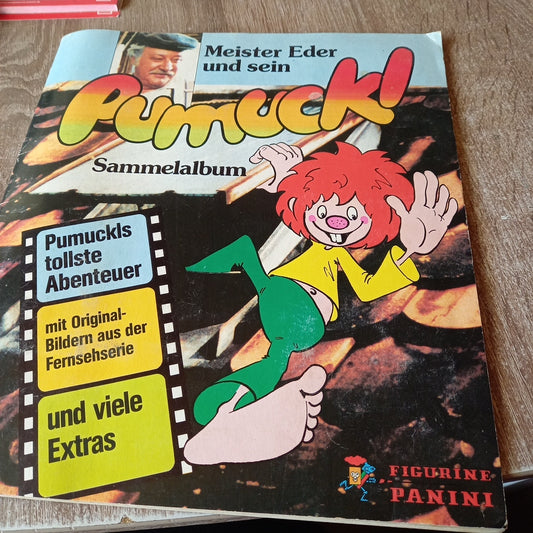 Meister Eder
und sein
Pumuckl
Sammelalbum
Pumuckls
tollste
Abenteuer
mit Original-
Bildern aus der
Fernsehserie
und viele
Extras
FIGURINE
PANINI